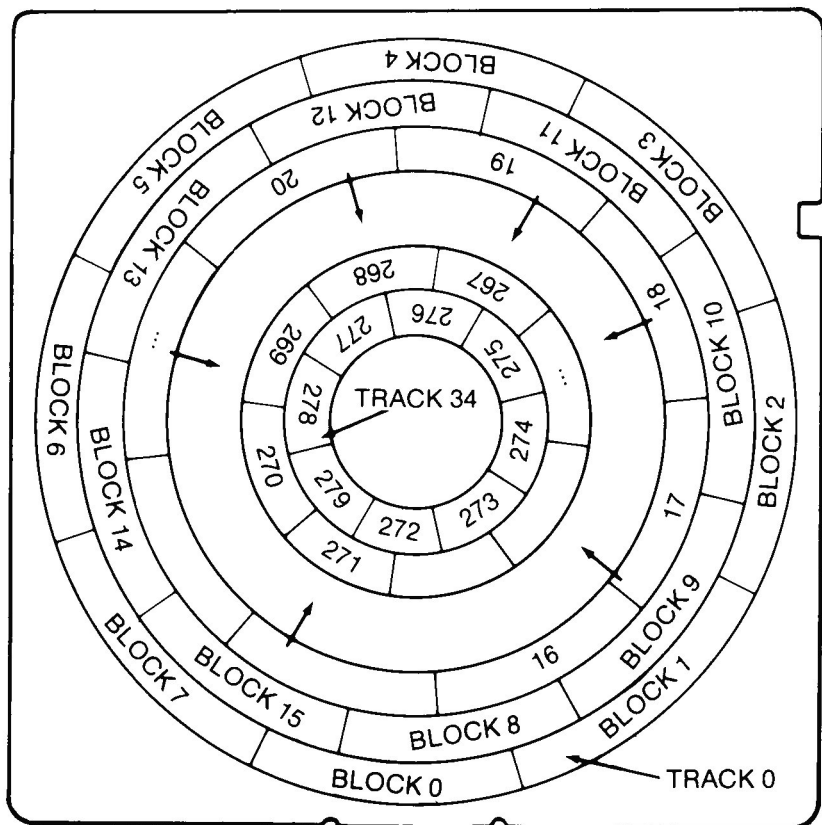 BLOCK 0
BLOCK 1
BLOCK 2
BLOCK 3
BLOCK 4
BLOCK 5
BLOCK 6
BLOCK 7
BLOCK 8
BLOCK 9
BLOCK 10
BLOCK 11
BLOCK 12
BLOCK 13
BLOCK 14
BLOCK 15
16
17
18
19
20
...
267
268
269
270
271
...
272
273
274
275
276
277
278
279
TRACK 34
TRACK 0